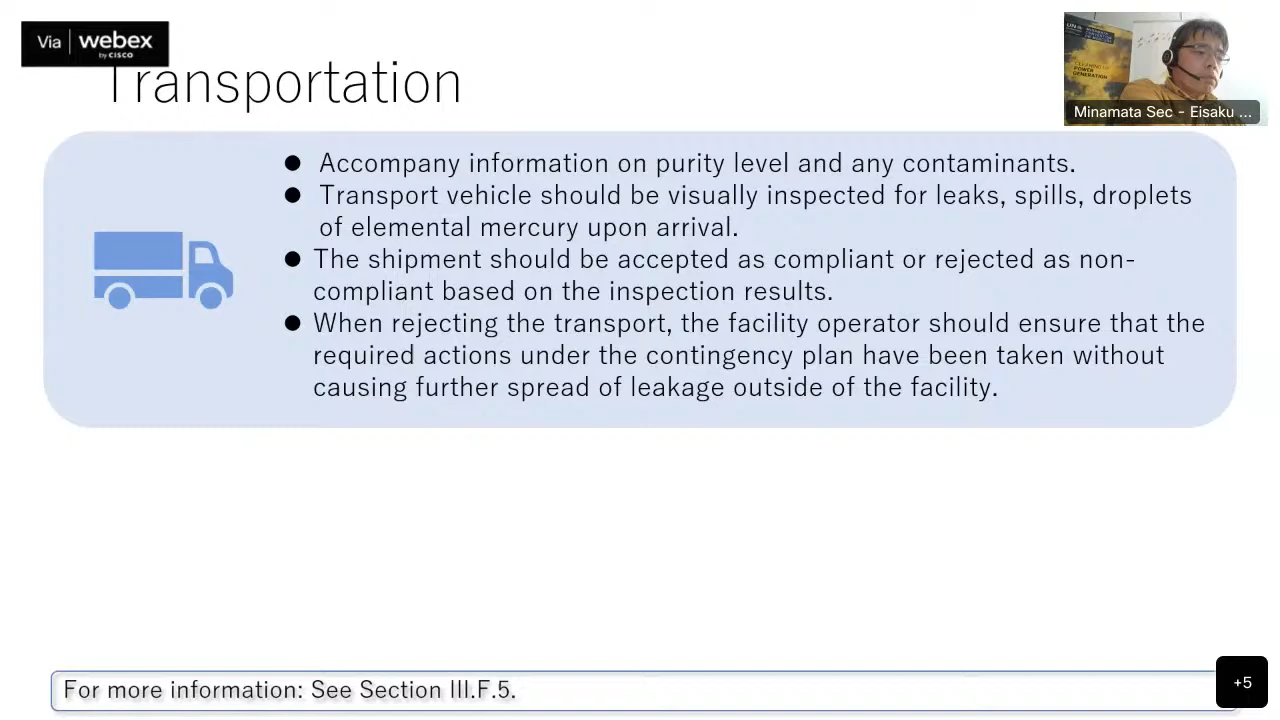 Via webex
by CISCO
Transportation
CLEANING UP
POWER
GENERATION
Minamata Sec - Eisaku ...
● Accompany information on purity level and any contaminants.
● Transport vehicle should be visually inspected for leaks, spills, droplets
of elemental mercury upon arrival.
● The shipment should be accepted as compliant or rejected as non-
compliant based on the inspection results.
● When rejecting the transport, the facility operator should ensure that the
required actions under the contingency plan have been taken without
causing further spread of leakage outside of the facility.
For more information: See Section III.F.5.
+5